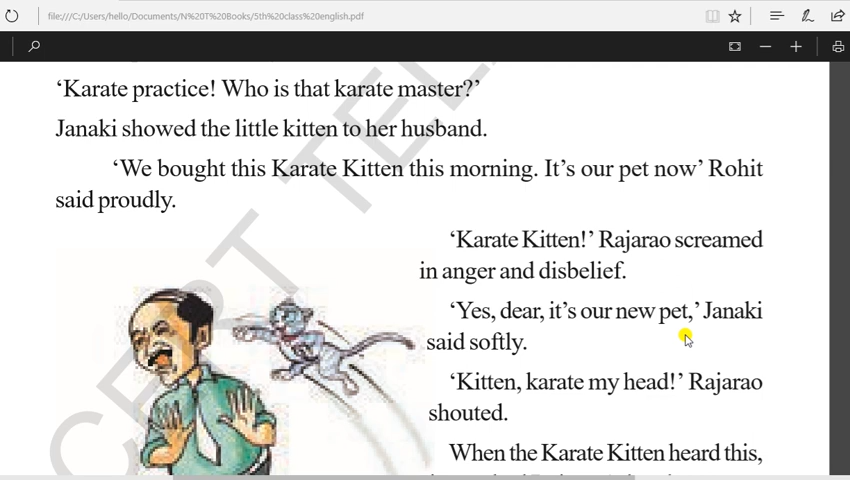 file:///C:/Users/hello/Documents/N%20T%20Books/5th%20class%20english.pdf
‘Karate practice! Who is that karate master?’
Janaki showed the little kitten to her husband.
‘We bought this Karate Kitten this morning. It’s our pet now’ Rohit
said proudly.
‘Karate Kitten!’ Rajarao screamed
in anger and disbelief.
‘Yes, dear, it’s our new pet,’ Janaki
said softly.
‘Kitten, karate my head!’ Rajarao
shouted.
When the Karate Kitten heard this,
CERT TEL